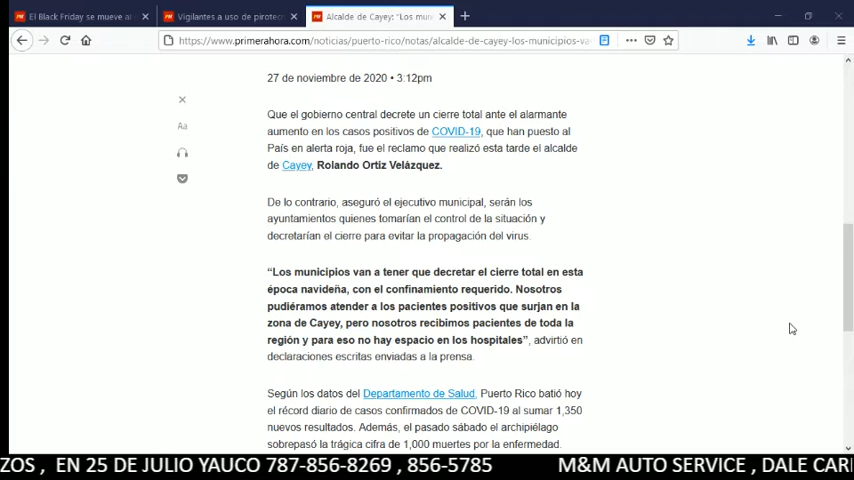 El Black Friday se mueve al
Vigilantes a uso de pirotec
Alcalde de Cayey: “Los muni
https://www.primerahora.com/noticias/puerto-rico/notas/alcalde-de-cayey-los-municipios-va
27 de noviembre de 2020 • 3:12pm
Aa
Que el gobierno central decrete un cierre total ante el alarmante
aumento en los casos positivos de COVID-19, que han puesto al
País en alerta roja, fue el reclamo que realizó esta tarde el alcalde
de Cayey, Rolando Ortiz Velázquez.
De lo contrario, aseguró el ejecutivo municipal, serán los
ayuntamientos quienes tomarían el control de la situación y
decretarían el cierre para evitar la propagación del virus.
“Los municipios van a tener que decretar el cierre total en esta
época navideña, con el confinamiento requerido. Nosotros
pudiéramos atender a los pacientes positivos que surjan en la
zona de Cayey, pero nosotros recibimos pacientes de toda la
región y para eso no hay espacio en los hospitales”, advirtió en
declaraciones escritas enviadas a la prensa.
Según los datos del Departamento de Salud, Puerto Rico batió hoy
el récord diario de casos confirmados de COVID-19 al sumar 1,350
nuevos resultados. Además, el pasado sábado el archipiélago
sobrepasó la trágica cifra de 1,000 muertes por la enfermedad.
ZOS , EN 25 DE JULIO YAUCO 787-856-8269 , 856-5785 M&M AUTO SERVICE , DALE CARI